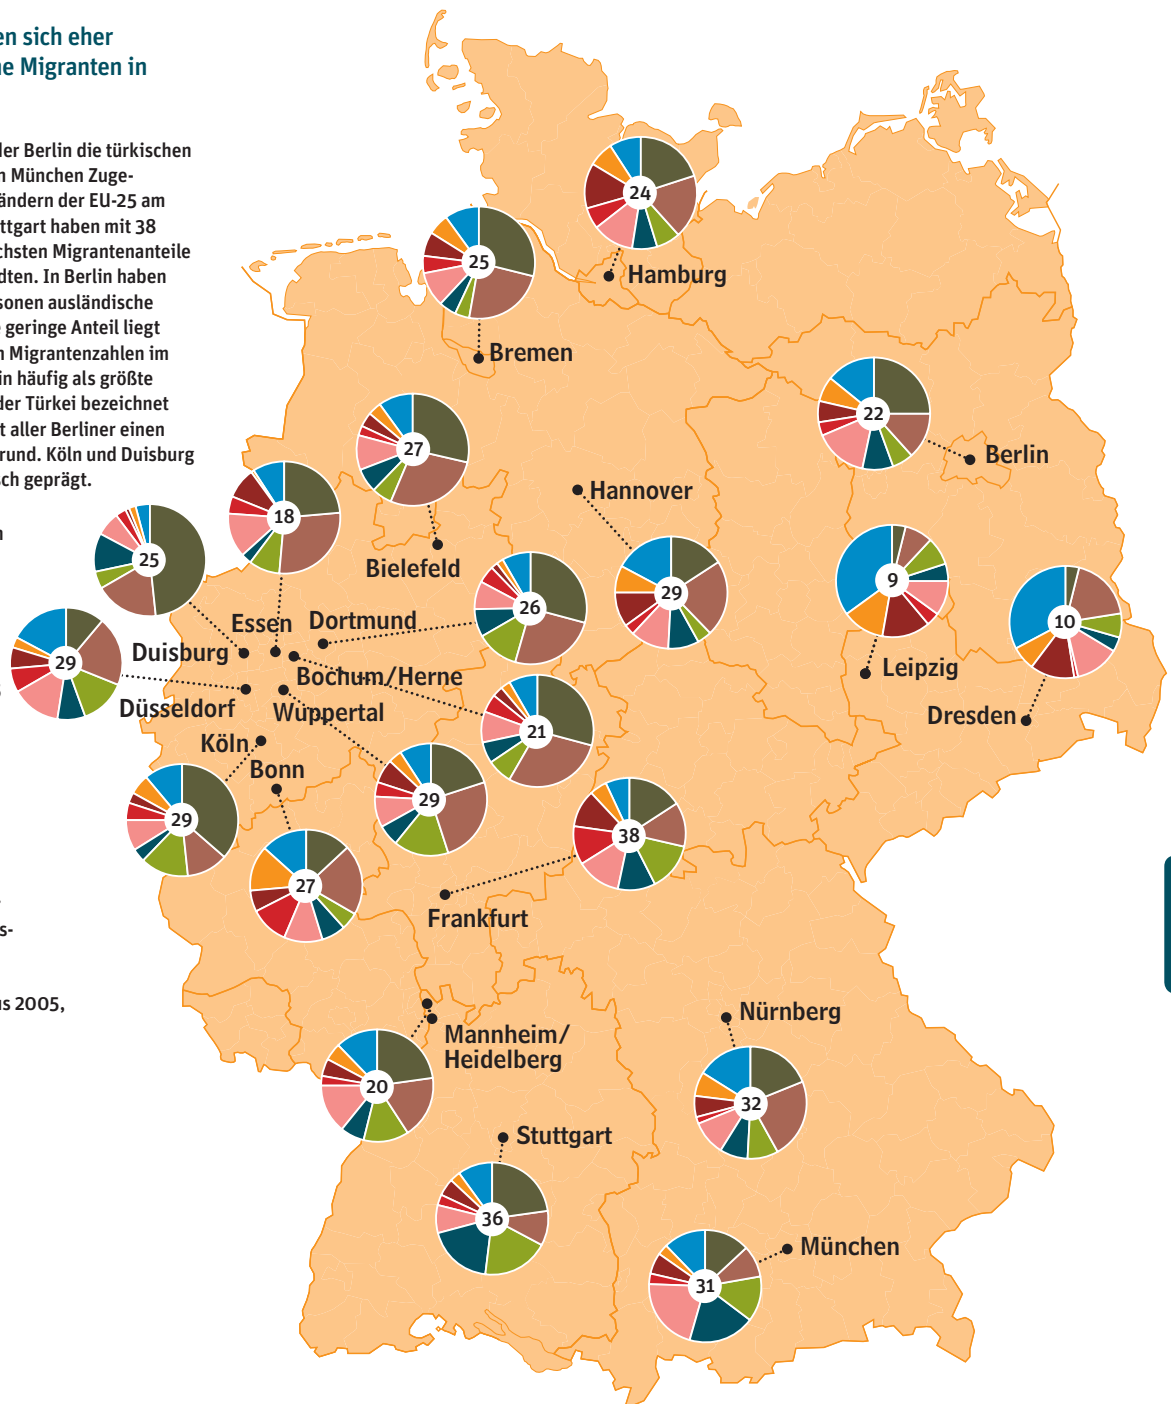 en sich eher
ne Migranten in
der Berlin die türkischen
n München Zuge-
ändern der EU-25 am
ttgart haben mit 38
chsten Migrantenanteile
dten. In Berlin haben
sonen ausländische
e geringe Anteil liegt
n Migrantenzahlen im
in häufig als größte
der Türkei bezeichnet
t aller Berliner einen
rund. Köln und Duisburg
sch geprägt.
n
s-
us 2005,
24
Hamburg
25
Bremen
22
Berlin
27
Bielefeld
Hannover
29
18
Essen
25
Duisburg
26
Dortmund
Bochum/Herne
21
29
Düsseldorf
Wuppertal
29
Köln
29
Bonn
27
9
Leipzig
10
Dresden
38
Frankfurt
Mannheim/
Heidelberg
20
Nürnberg
32
Stuttgart
36
München
31